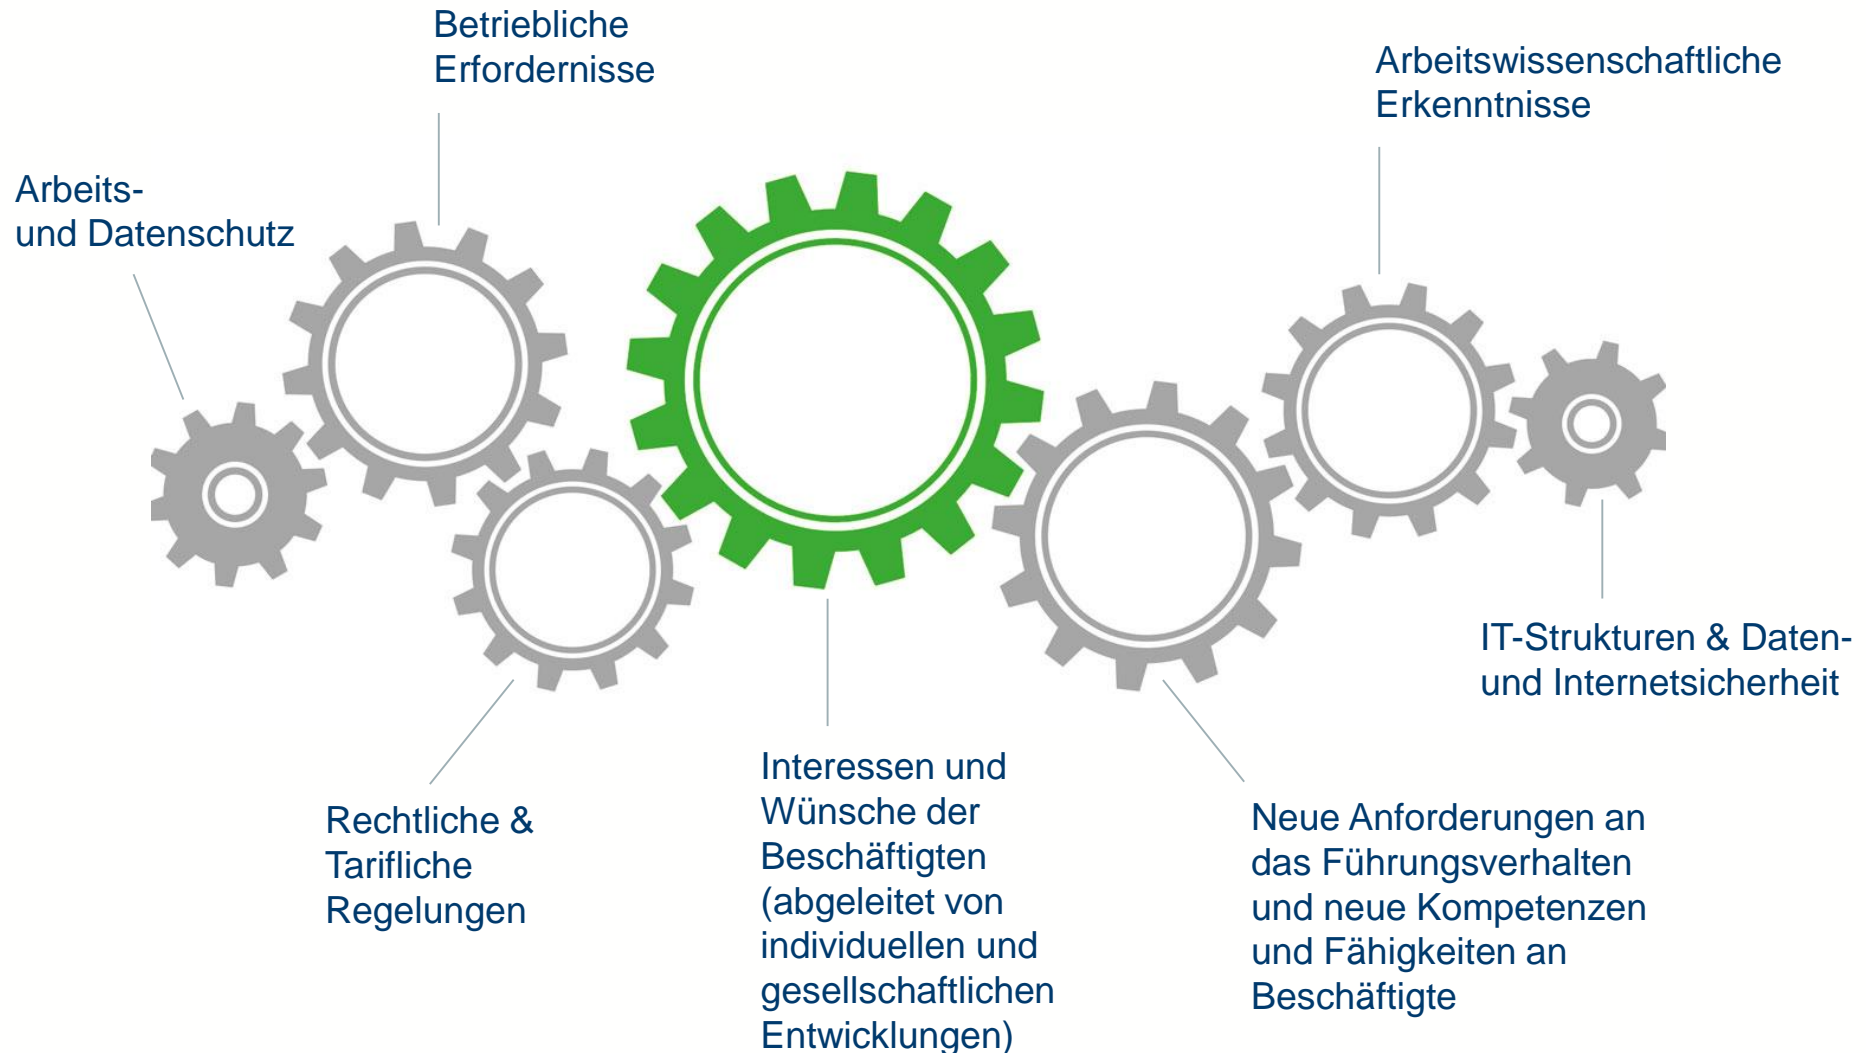 Betriebliche
Erfordernisse
Arbeitswissenschaftliche
Erkenntnisse
Arbeits-
und Datenschutz
IT-Strukturen & Daten-
und Internetsicherheit
Rechtliche &
Tarifliche
Regelungen
Interessen und
Wünsche der
Beschäftigten
(abgeleitet von
individuellen und
gesellschaftlichen
Entwicklungen)
Neue Anforderungen an
das Führungsverhalten
und neue Kompetenzen
und Fähigkeiten an
Beschäftigte